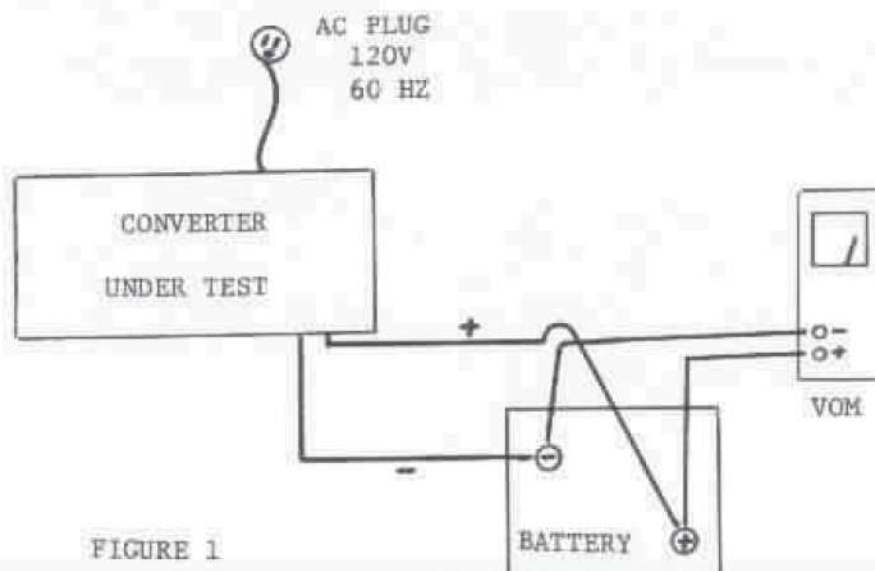 AC PLUG
120V
60 HZ
CONVERTER
UNDER TEST
+
-
+
VOM
-
-
+
BATTERY
FIGURE 1